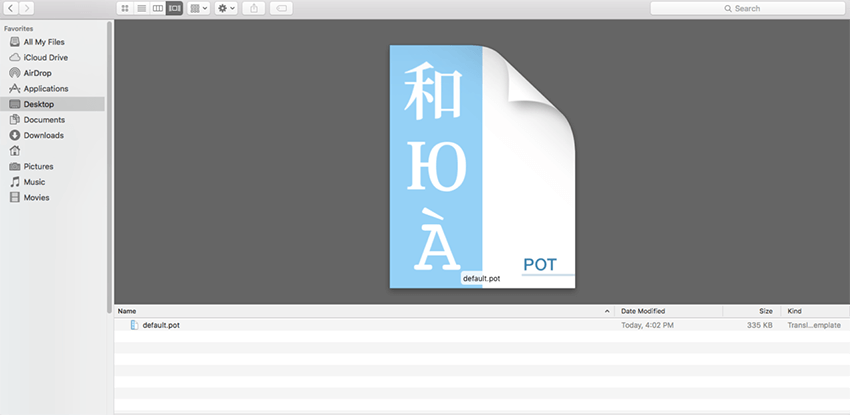 Search
Favorites
All My Files
iCloud Drive
AirDrop
Applications
Desktop
Documents
Downloads
Pictures
Music
Movies
和
Ю
À
POT
default.pot
Name Date Modified Size Kind
default.pot Today, 4:02 PM 335 KB Transl...emplate